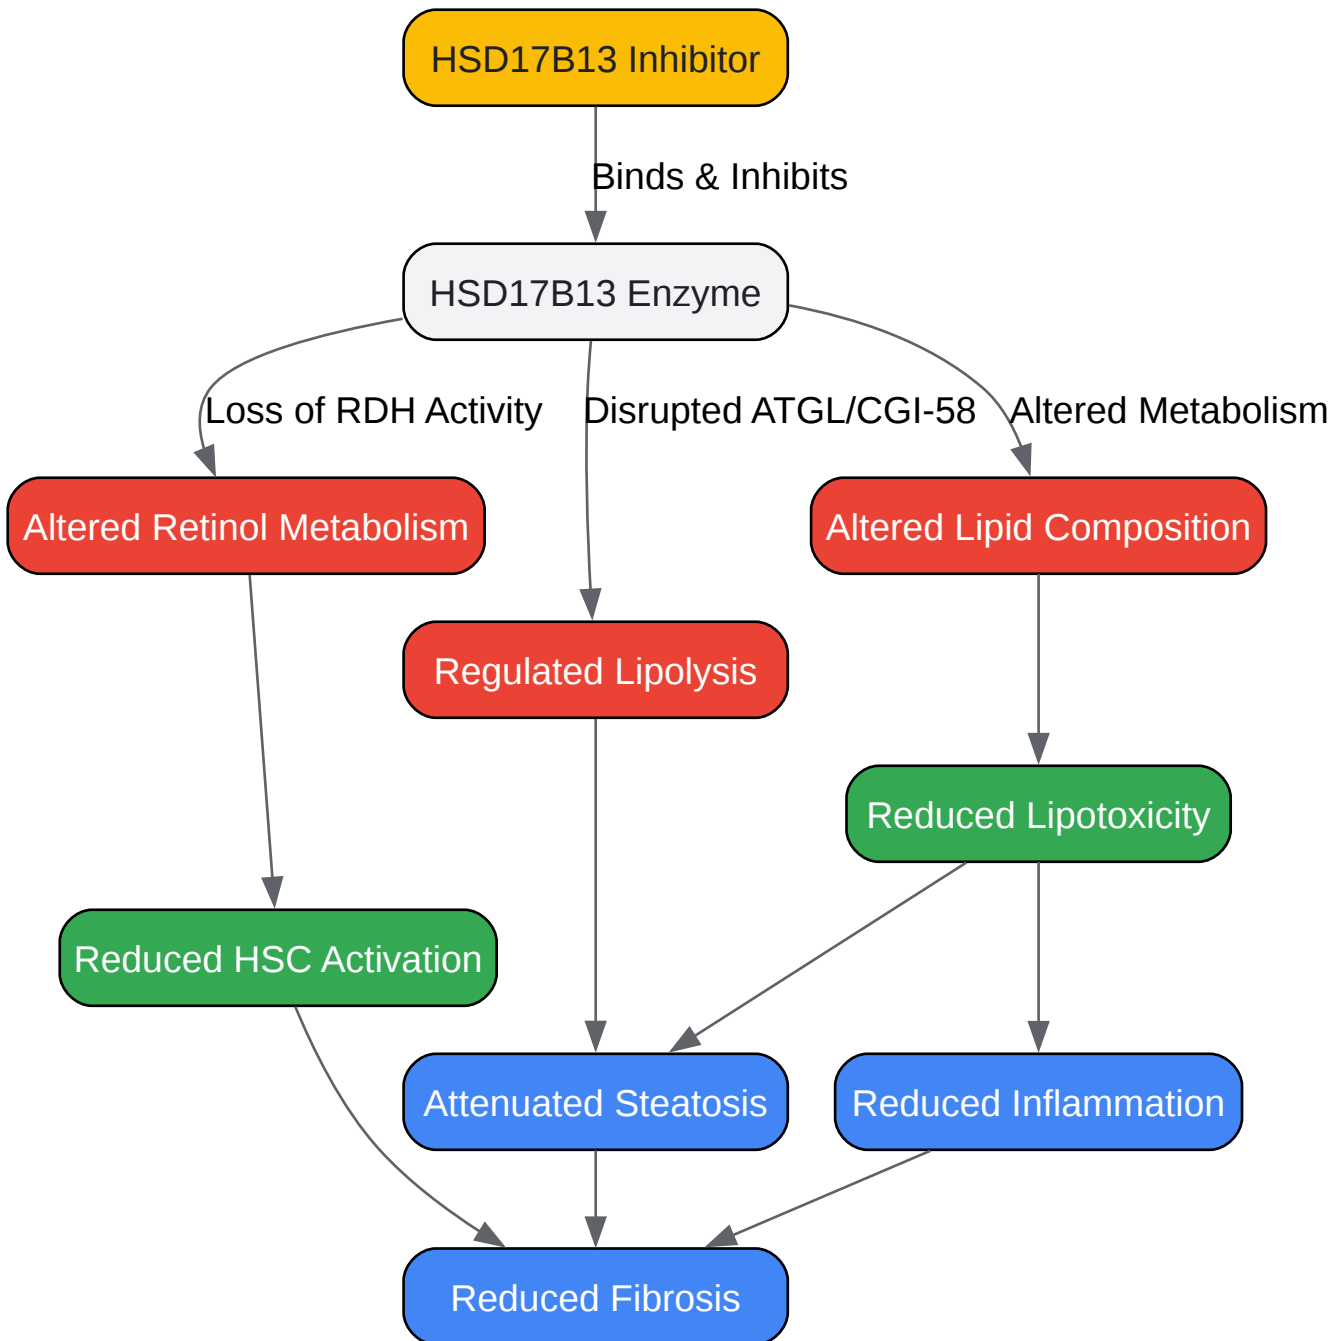 HSD17B13 Inhibitor
Binds & Inhibits
HSD17B13 Enzyme
Loss of RDH Activity
Disrupted ATGL/CGI-58
Altered Metabolism
Altered Retinol Metabolism
Altered Lipid Composition
Regulated Lipolysis
Reduced Lipotoxicity
Reduced HSC Activation
Attenuated Steatosis
Reduced Inflammation
Reduced Fibrosis